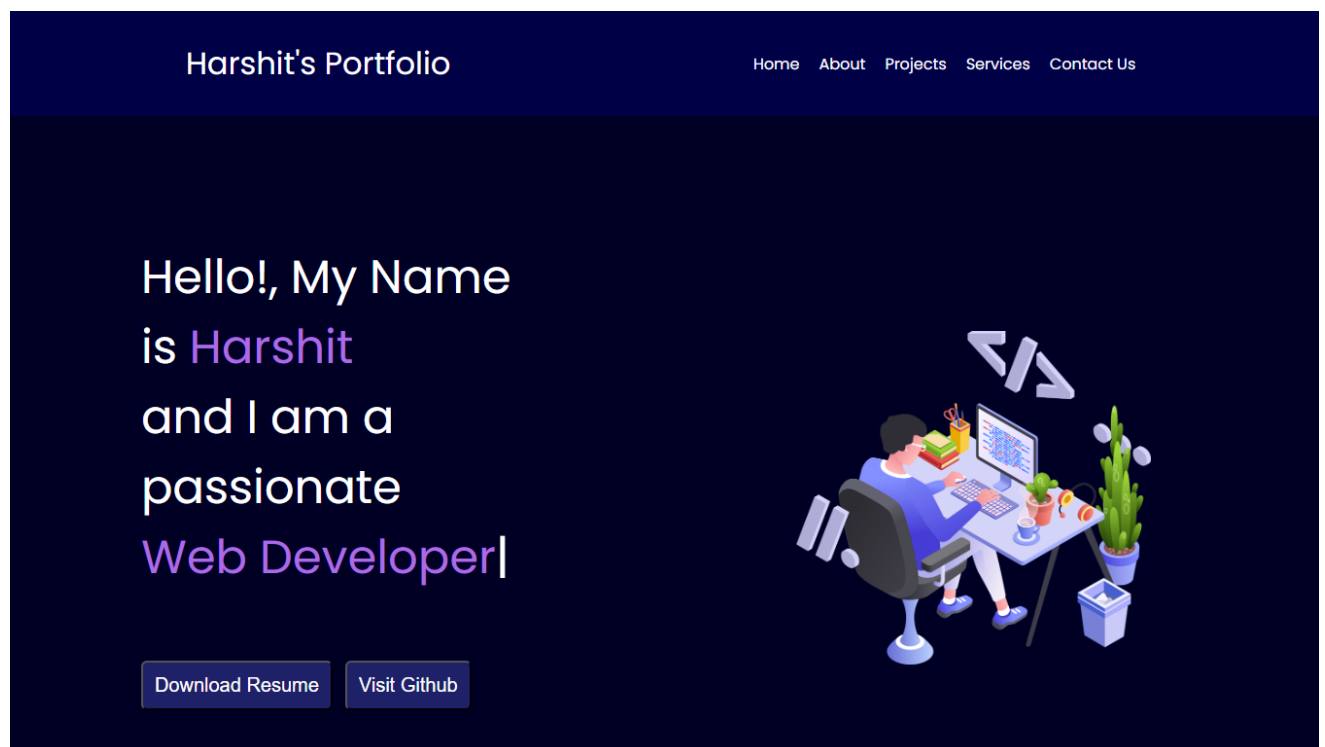 Harshit's Portfolio
Home About Projects Services Contact Us
Hello!, My Name
is Harshit
and I am a
passionate
Web Developer|
Download Resume Visit Github